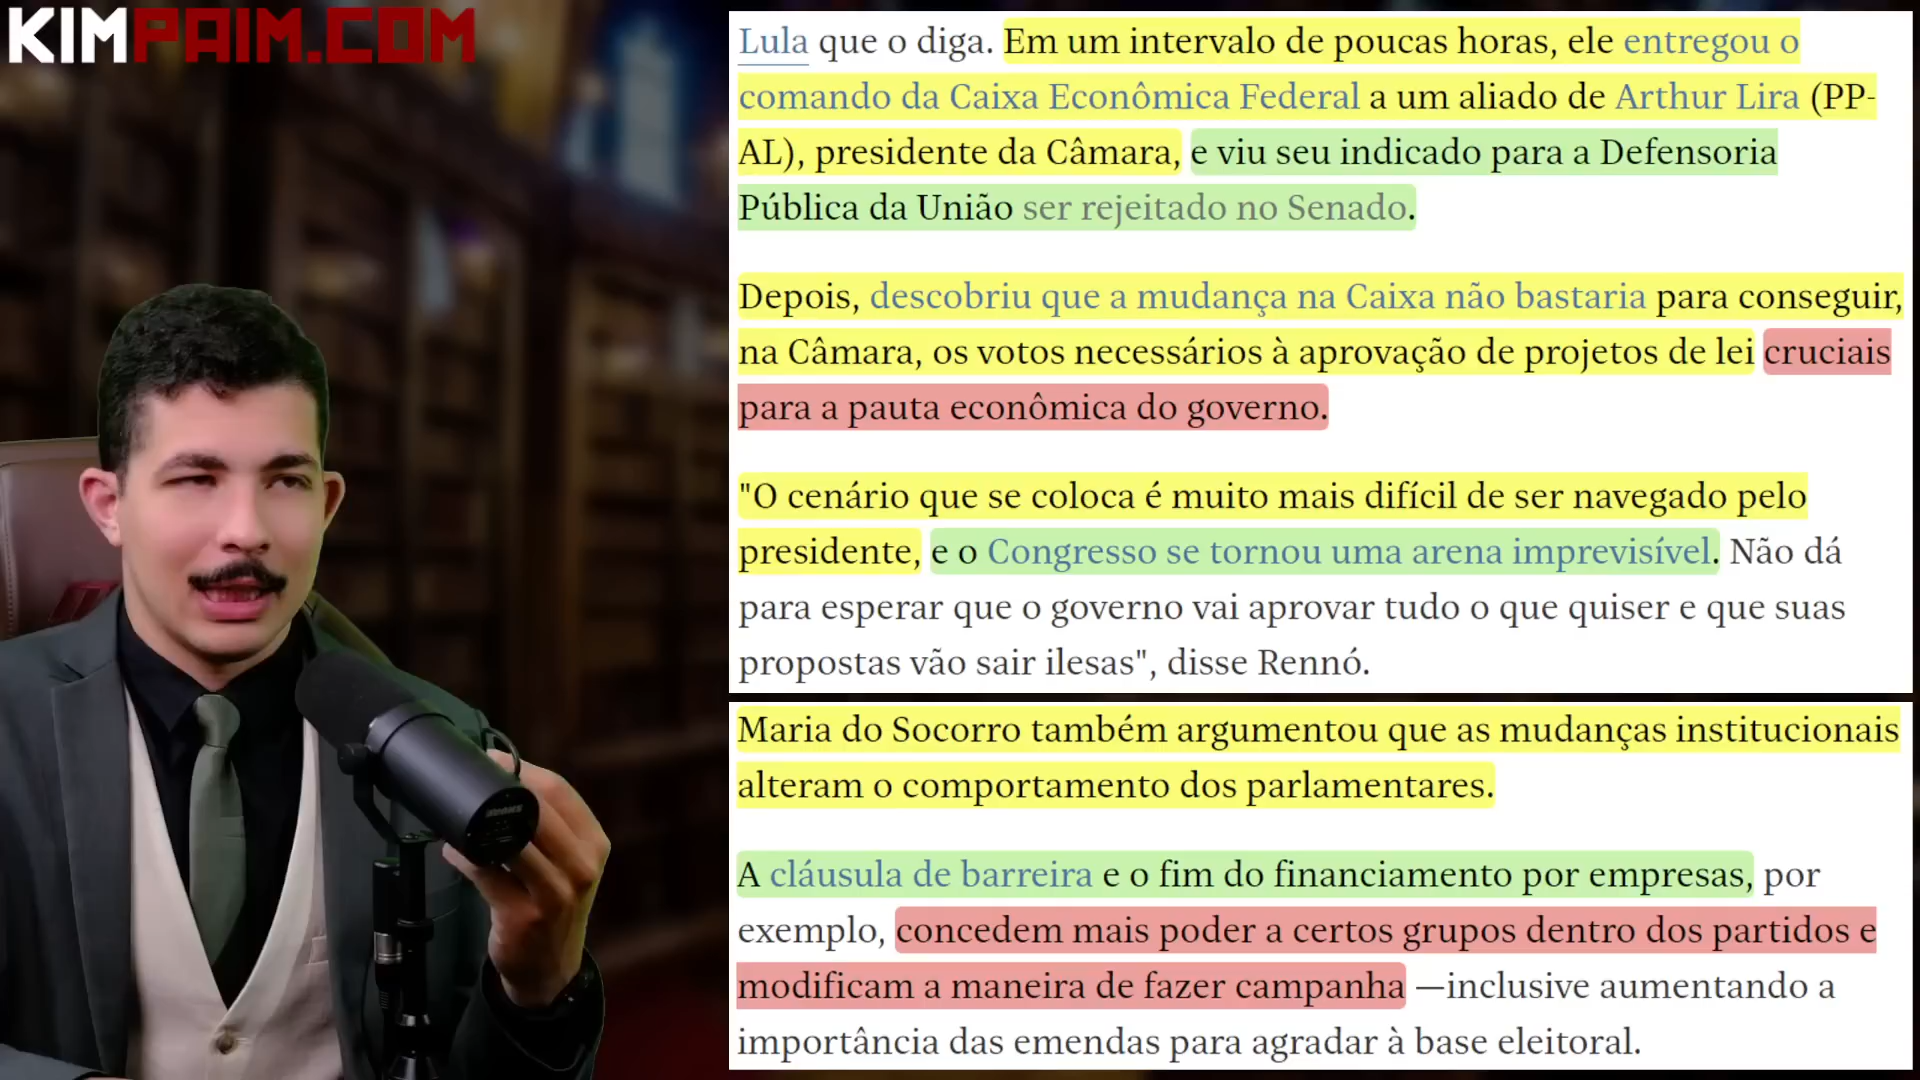 KIMPAIM.COM
Lula que o diga. Em um intervalo de poucas horas, ele entregou o
comando da Caixa Econômica Federal a um aliado de Arthur Lira (PP-
AL), presidente da Câmara, e viu seu indicado para a Defensoria
Pública da União ser rejeitado no Senado.
Depois, descobriu que a mudança na Caixa não bastaria para conseguir,
na Câmara, os votos necessários à aprovação de projetos de lei cruciais
para a pauta econômica do governo.
"O cenário que se coloca é muito mais difícil de ser navegado pelo
presidente, e o Congresso se tornou uma arena imprevisível. Não dá
para esperar que o governo vai aprovar tudo o que quiser e que suas
propostas vão sair ilesas", disse Rennó.
Maria do Socorro também argumentou que as mudanças institucionais
alteram o comportamento dos parlamentares.
A cláusula de barreira e o fim do financiamento por empresas, por
exemplo, concedem mais poder a certos grupos dentro dos partidos e
modificam a maneira de fazer campanha —inclusive aumentando a
importância das emendas para agradar à base eleitoral.